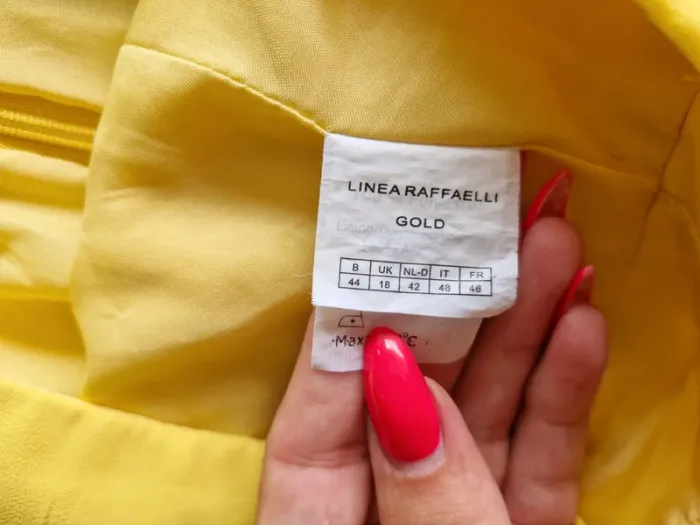 LINEA RAFFAELLI
GOLD
B UK NL-D IT FR
44 18 42 48 46